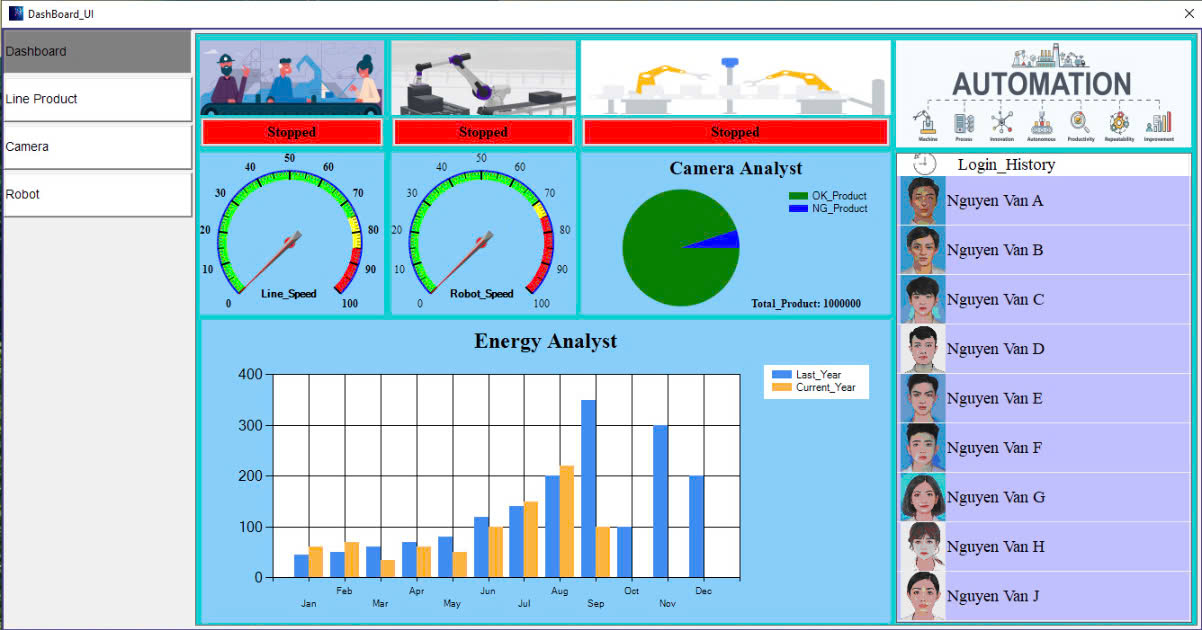 DashBoard_UI
Dashboard
Line Product
Camera
Robot
Stopped
Stopped
Stopped
AUTOMATION
Machine Process Innovation Autonomous Productivity Repeatability Improvement
0 10 20 30 40 50 60 70 80 90 100
Line_Speed
0 10 20 30 40 50 60 70 80 90 100
Robot_Speed
Camera Analyst
OK_Product
NG_Product
Total_Product: 1000000
Login_History
Nguyen Van A
Nguyen Van B
Nguyen Van C
Nguyen Van D
Nguyen Van E
Nguyen Van F
Nguyen Van G
Nguyen Van H
Nguyen Van J
Energy Analyst
Last_Year
Current_Year
400
300
200
100
0
Jan Feb Mar Apr May Jun Jul Aug Sep Oct Nov Dec